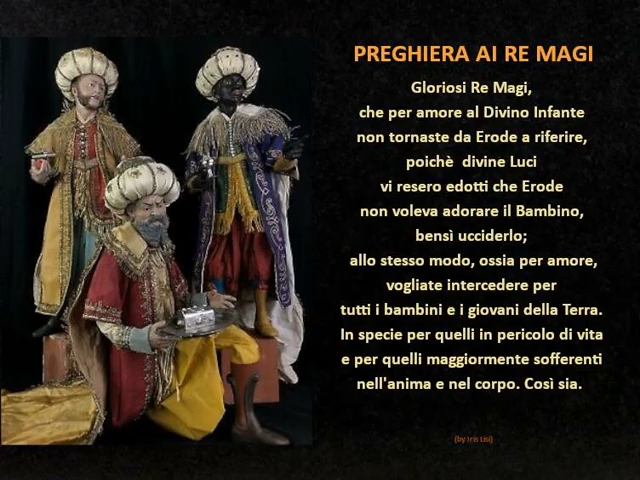 PREGHIERA AI RE MAGI
Gloriosi Re Magi,
che per amore al Divino Infante
non tornaste da Erode a riferire,
poichè divine Luci
vi resero edotti che Erode
non voleva adorare il Bambino,
bensì ucciderlo;
allo stesso modo, ossia per amore,
vogliate intercedere per
tutti i bambini e i giovani della Terra.
In specie per quelli in pericolo di vita
e per quelli maggiormente sofferenti
nell'anima e nel corpo. Così sia.
(by Iris Lisi)